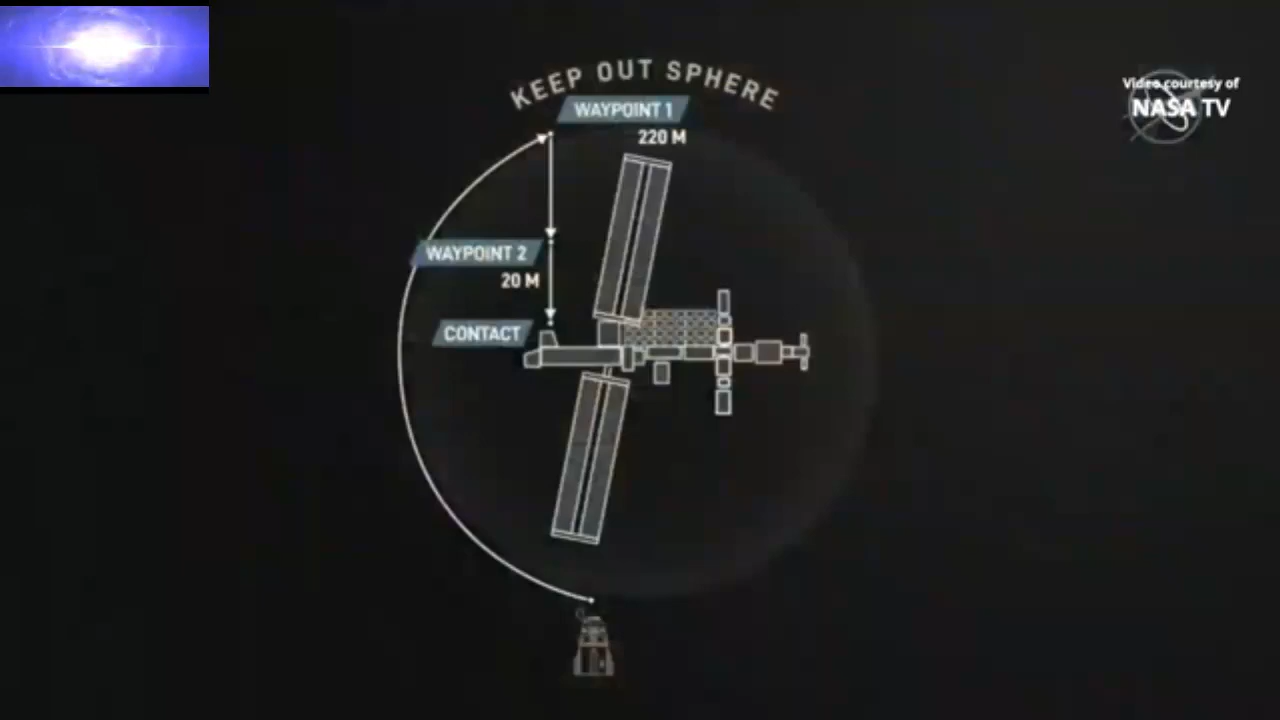 KEEP OUT SPHERE
WAYPOINT 1
220 M
WAYPOINT 2
20 M
CONTACT
Video courtesy of
NASA TV